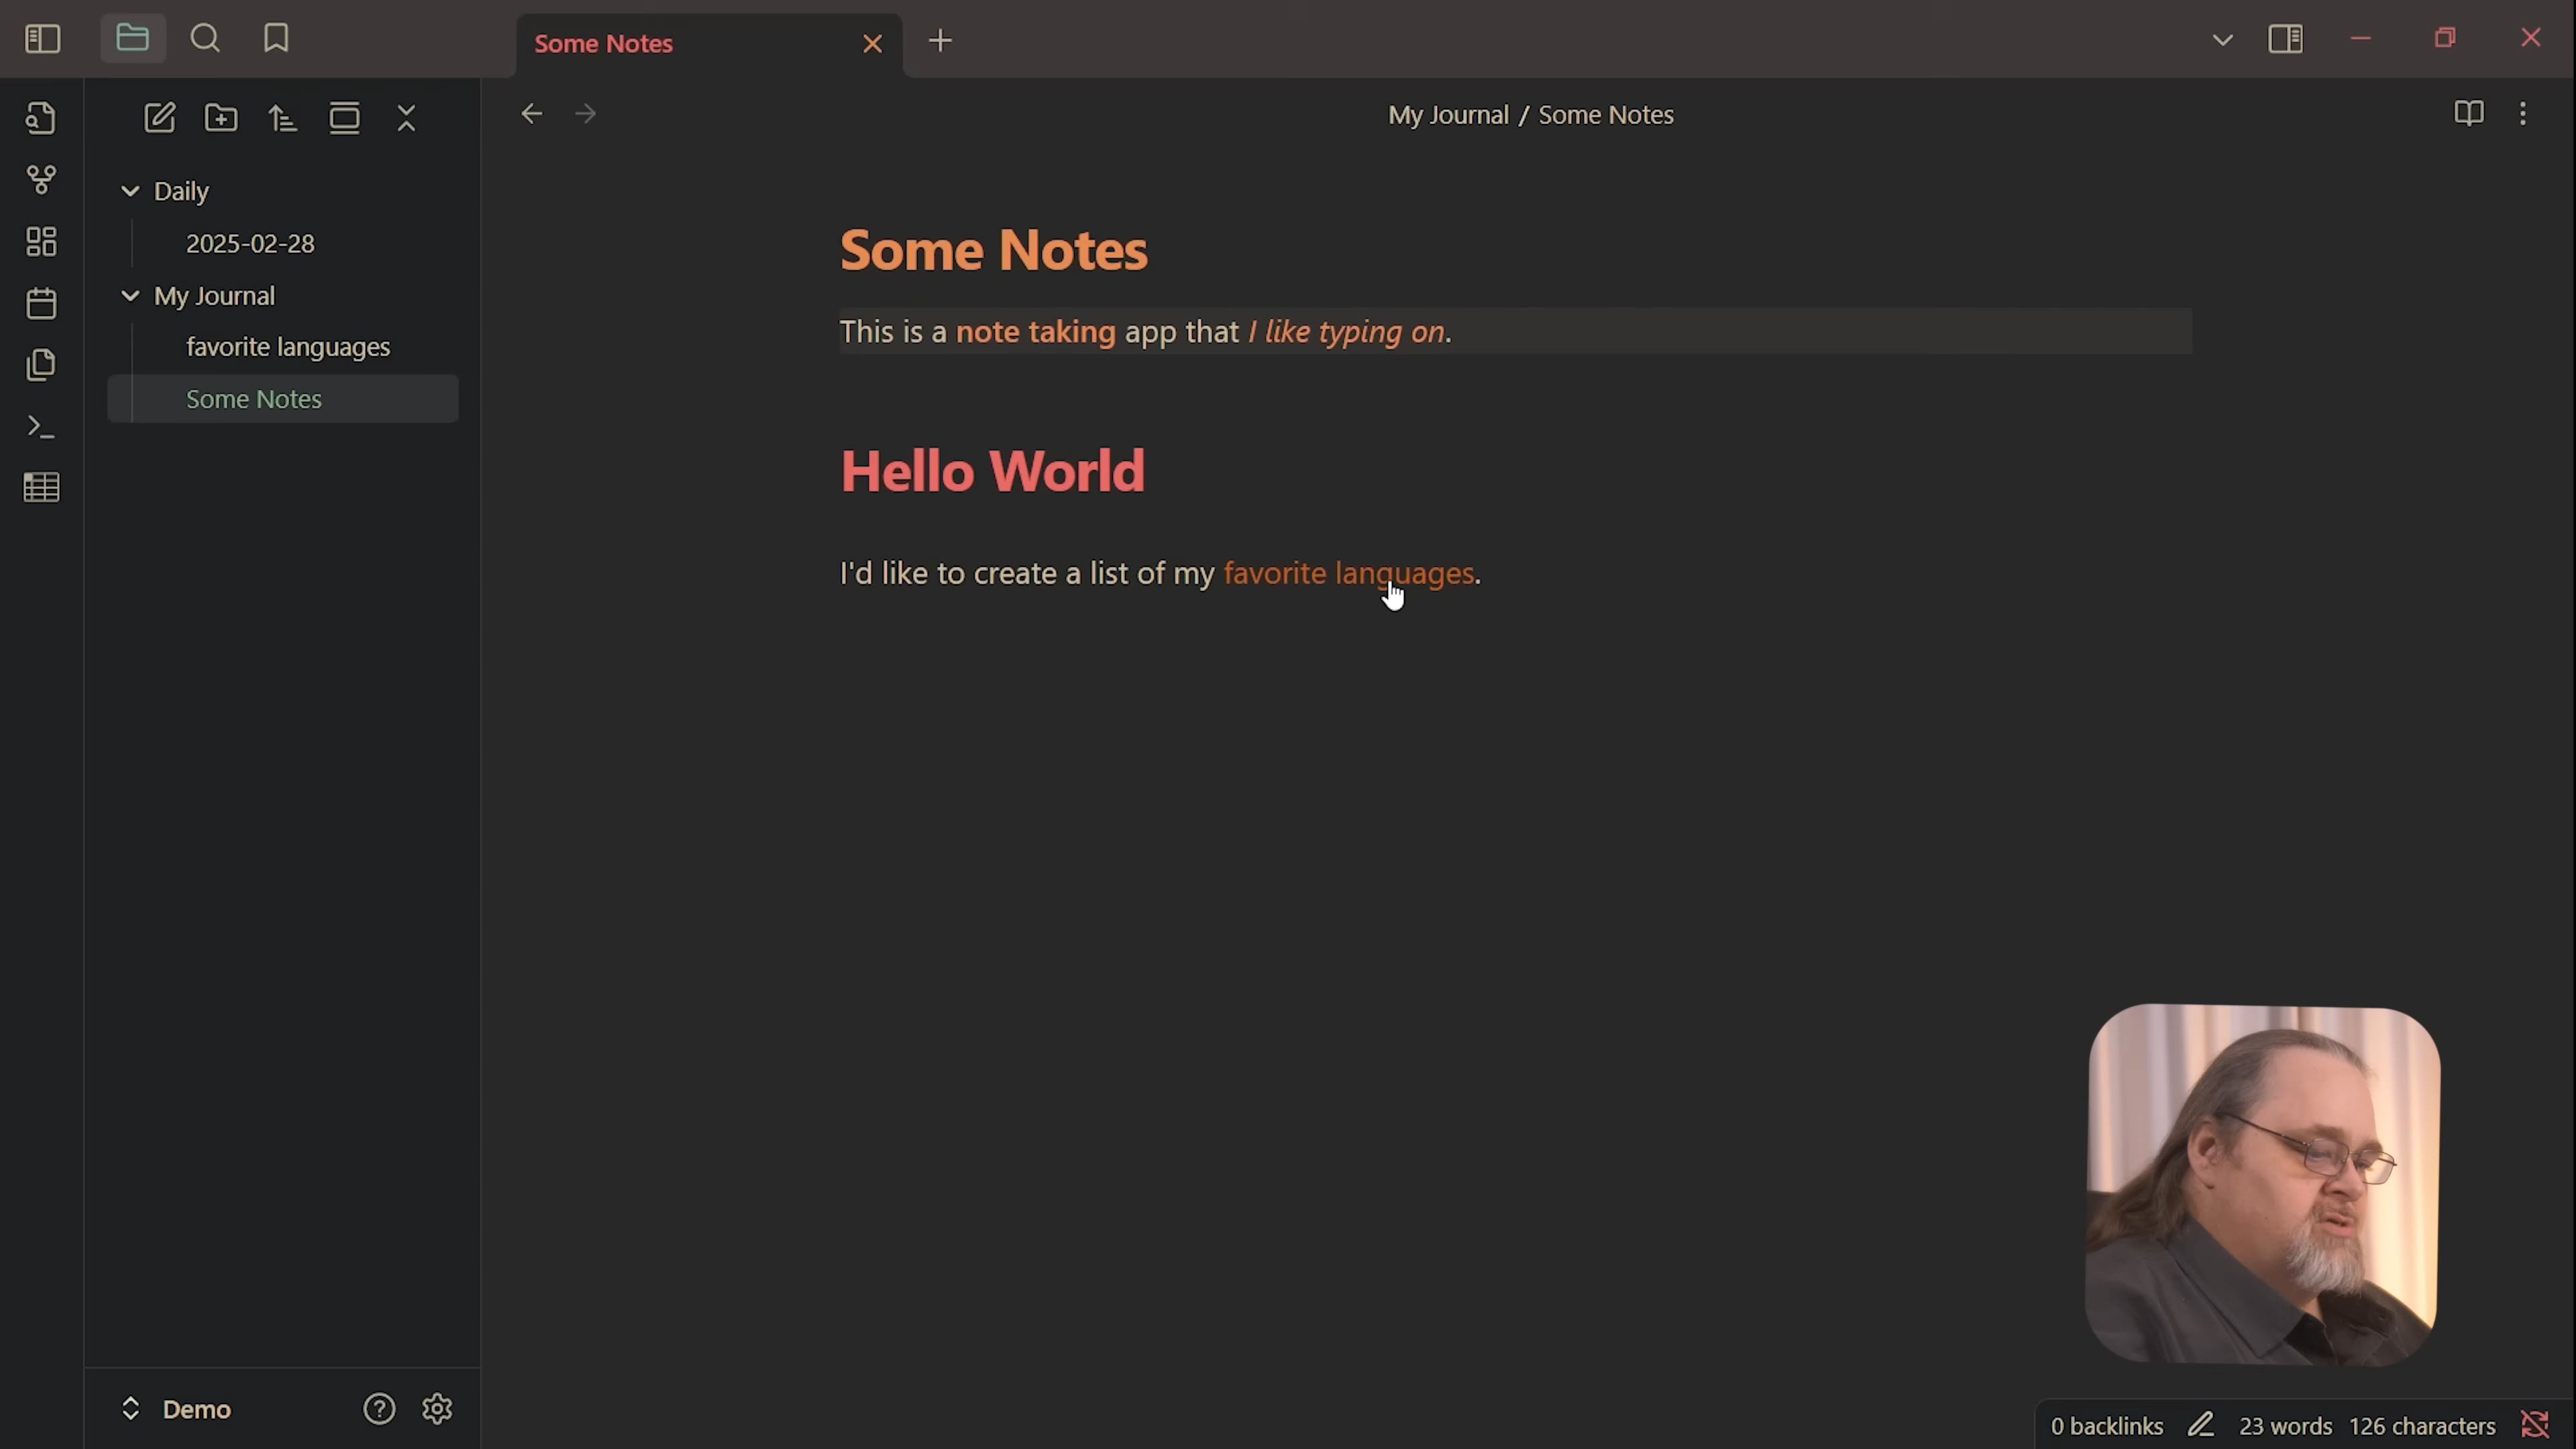 Some Notes
My Journal / Some Notes
Daily
2025-02-28
My Journal
favorite languages
Some Notes
Some Notes
This is a note taking app that I like typing on.
Hello World
I'd like to create a list of my favorite languages.
Demo
0 backlinks 23 words 126 characters